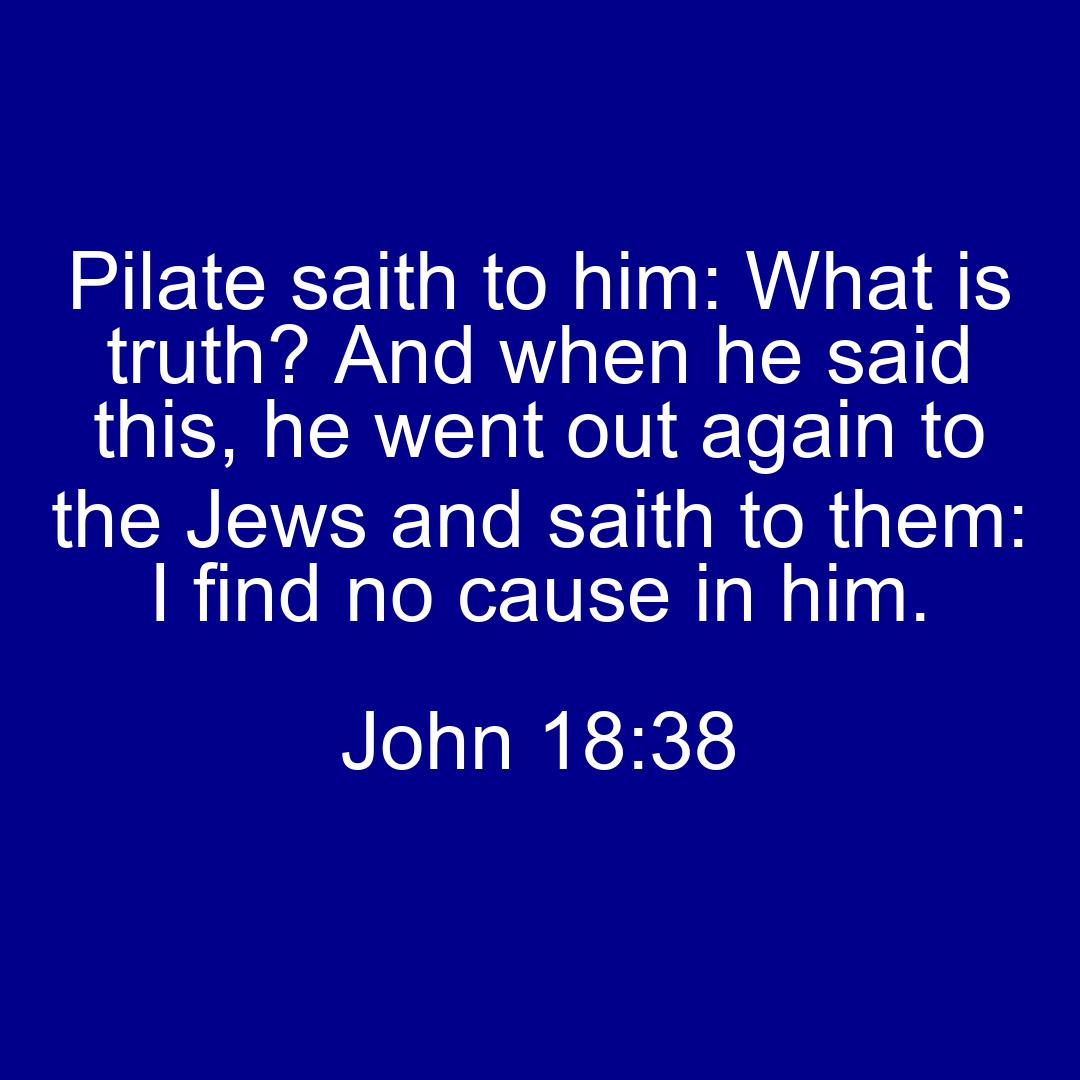 Pilate saith to him: What is
truth? And when he said
this, he went out again to
the Jews and saith to them:
I find no cause in him.
John 18:38